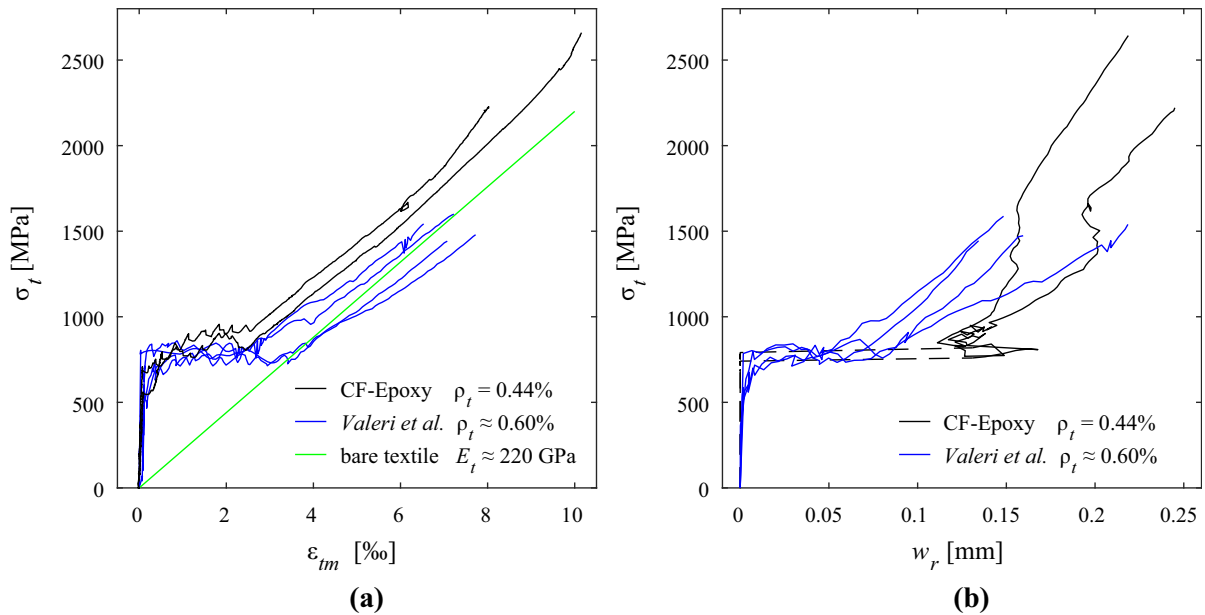 2500
2000
1500
1000
500
0
σt [MPa]
CF-Epoxy ρt = 0.44%
Valeri et al. ρt ≈ 0.60%
bare textile Et ≈ 220 GPa
0 2 4 6 8 10
εtm [‰]
(a)
2500
2000
1500
1000
500
0
σt [MPa]
CF-Epoxy ρt = 0.44%
Valeri et al. ρt ≈ 0.60%
0 0.05 0.1 0.15 0.2 0.25
wr [mm]
(b)